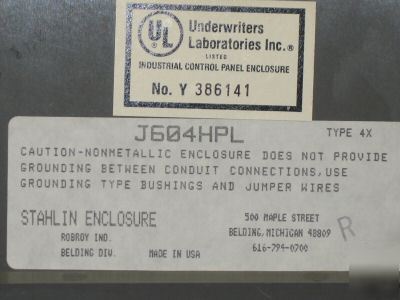 UL
Underwriters
Laboratories Inc.®
LISTED
INDUSTRIAL CONTROL PANEL ENCLOSURE
No. Y 386141
J604HPL TYPE 4X
CAUTION-NONMETALLIC ENCLOSURE DOES NOT PROVIDE
GROUNDING BETWEEN CONDUIT CONNECTIONS,USE
GROUNDING TYPE BUSHINGS AND JUMPER WIRES
STAHLIN ENCLOSURE
ROBROY IND.
BELDING DIV. MADE IN USA
500 MAPLE STREET
BELDING,MICHIGAN 48809
616-794-0700
R